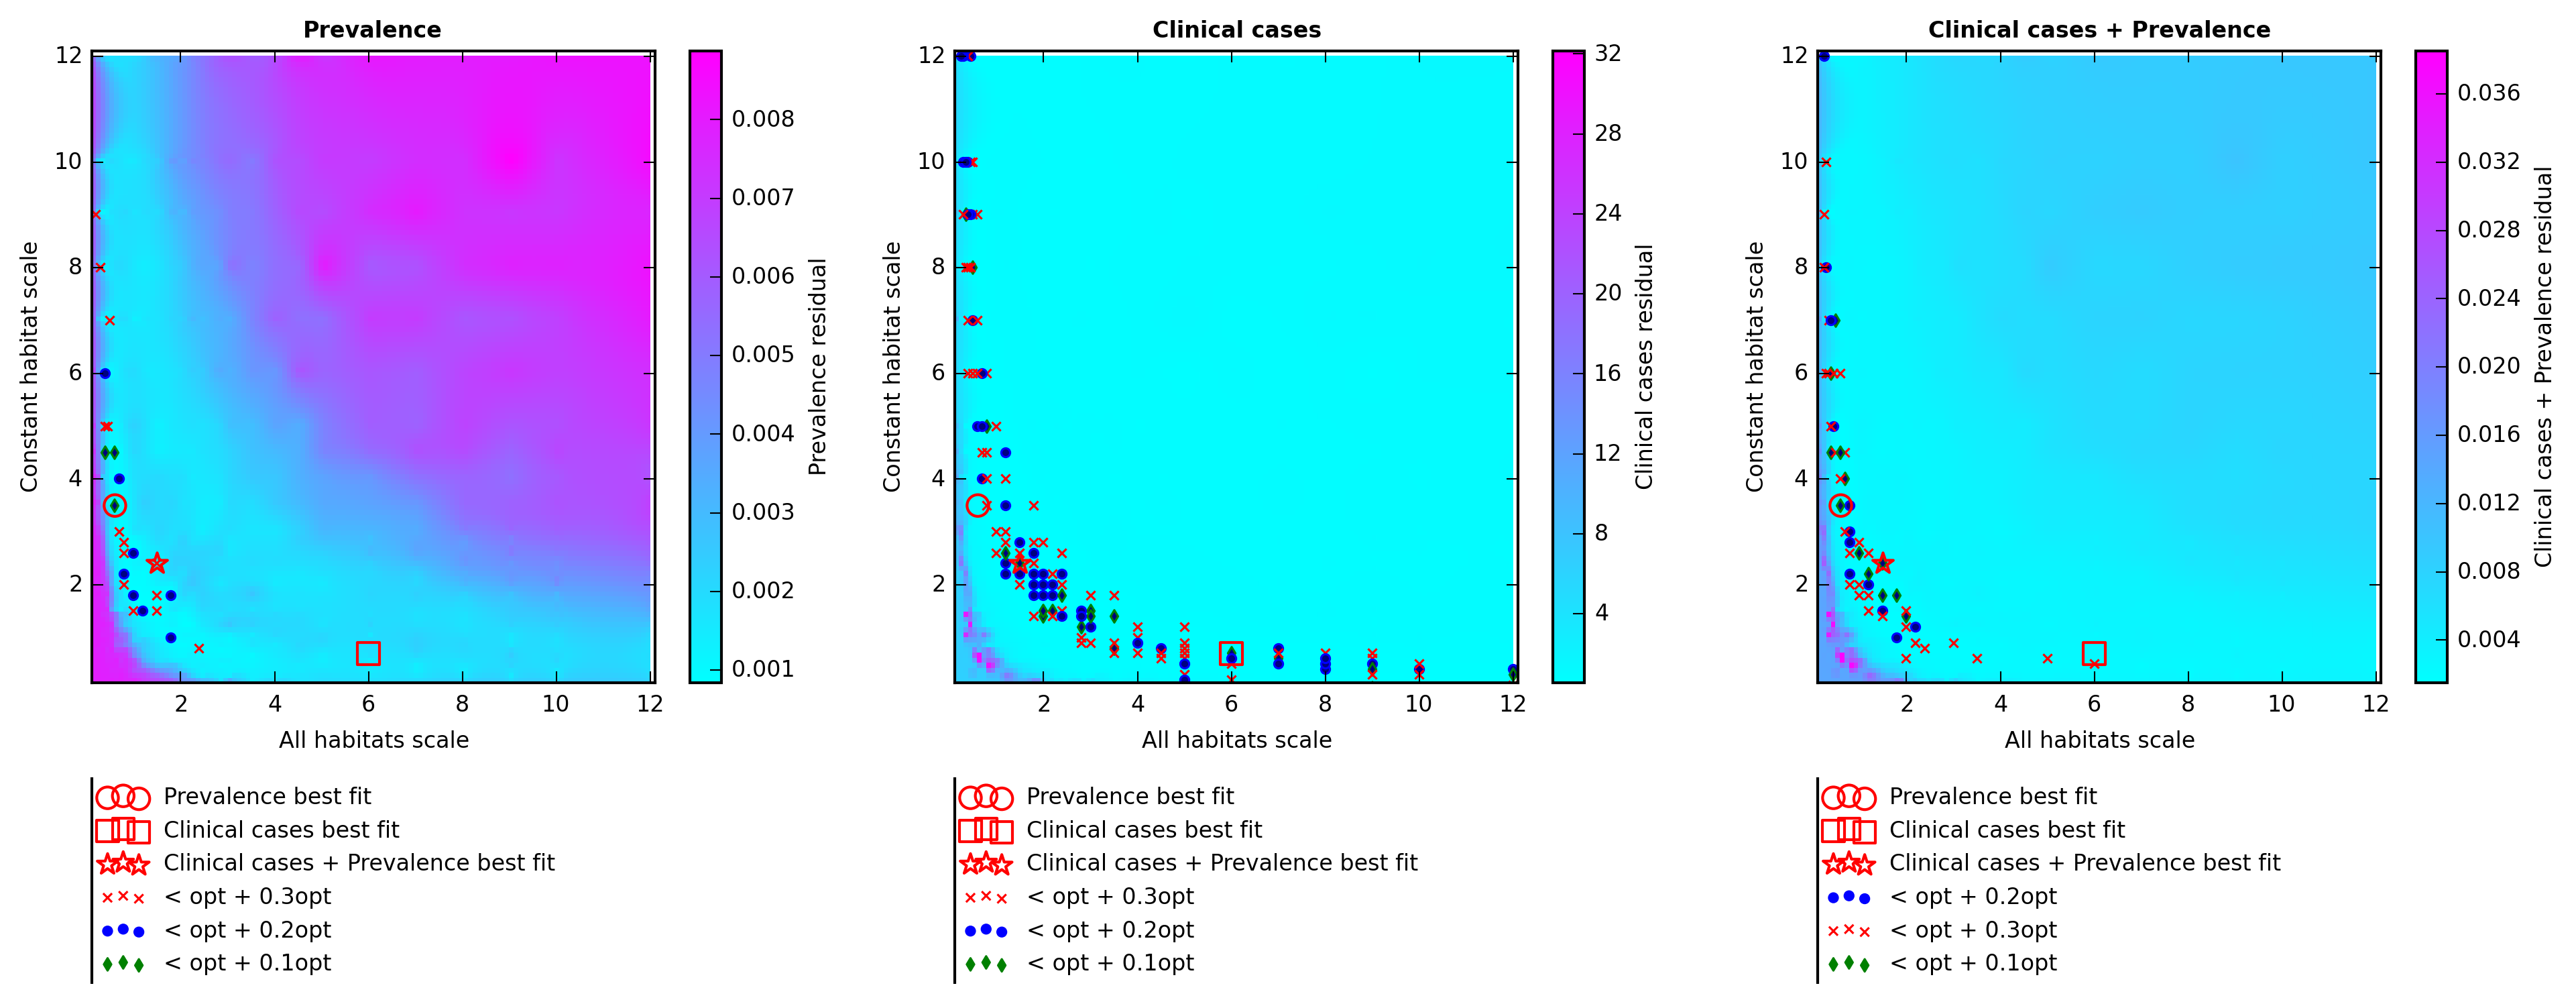 Prevalence
12
10
8
6
4
2
Constant habitat scale
2 4 6 8 10 12
All habitats scale
0.008
0.007
0.006
0.005
0.004
0.003
0.002
0.001
Prevalence residual
Prevalence best fit
Clinical cases best fit
Clinical cases + Prevalence best fit
< opt + 0.3opt
< opt + 0.2opt
< opt + 0.1opt
Clinical cases
12
10
8
6
4
2
Constant habitat scale
2 4 6 8 10 12
All habitats scale
32
28
24
20
16
12
8
4
Clinical cases residual
Prevalence best fit
Clinical cases best fit
Clinical cases + Prevalence best fit
< opt + 0.3opt
< opt + 0.2opt
< opt + 0.1opt
Clinical cases + Prevalence
12
10
8
6
4
2
Constant habitat scale
2 4 6 8 10 12
All habitats scale
0.036
0.032
0.028
0.024
0.020
0.016
0.012
0.008
0.004
Clinical cases + Prevalence residual
Prevalence best fit
Clinical cases best fit
Clinical cases + Prevalence best fit
< opt + 0.2opt
< opt + 0.3opt
< opt + 0.1opt